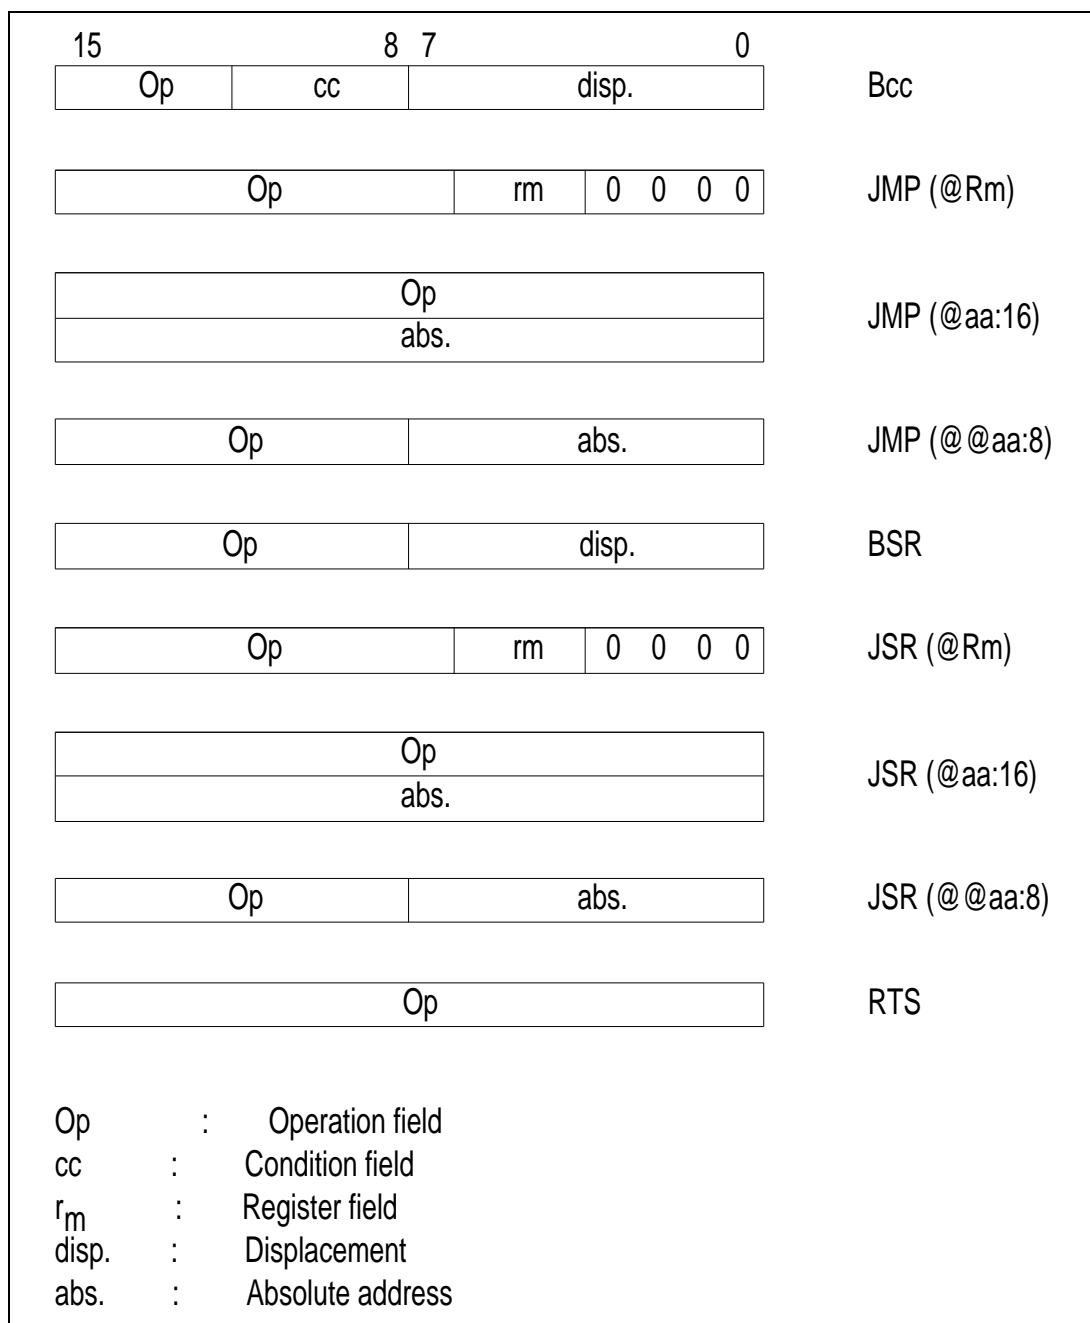 15 8 7 0
Op cc disp. Bcc
Op rm 0 0 0 0 JMP (@Rm)
Op
abs.
JMP (@aa:16)
Op abs. JMP (@@aa:8)
Op disp. BSR
Op rm 0 0 0 0 JSR (@Rm)
Op
abs.
JSR (@aa:16)
Op abs. JSR (@@aa:8)
Op RTS
Op : Operation field
cc : Condition field
rm : Register field
disp. : Displacement
abs. : Absolute address